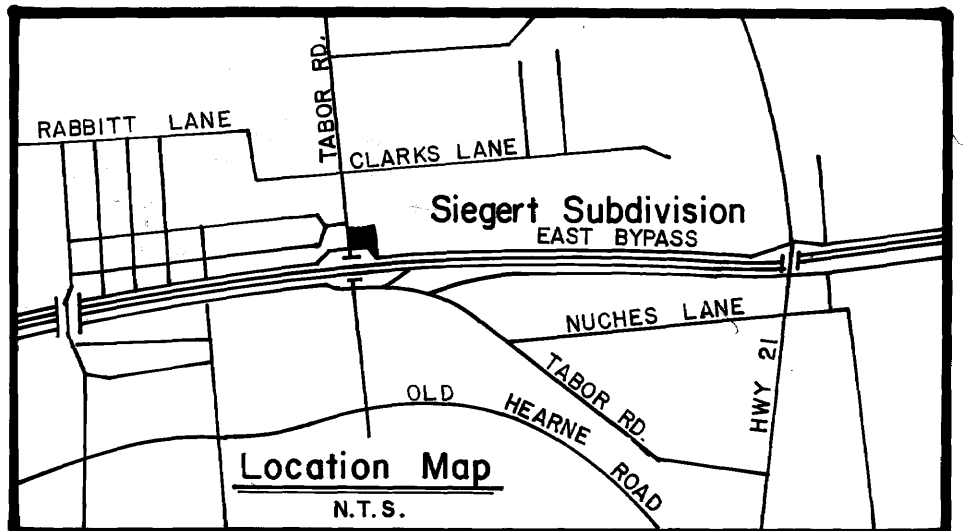 TABOR RD.
RABBITT LANE
CLARKS LANE
Siegert Subdivision
EAST BYPASS
NUCHES LANE
HWY 21
TABOR RD.
OLD HEARNE ROAD
Location Map
N.T.S.